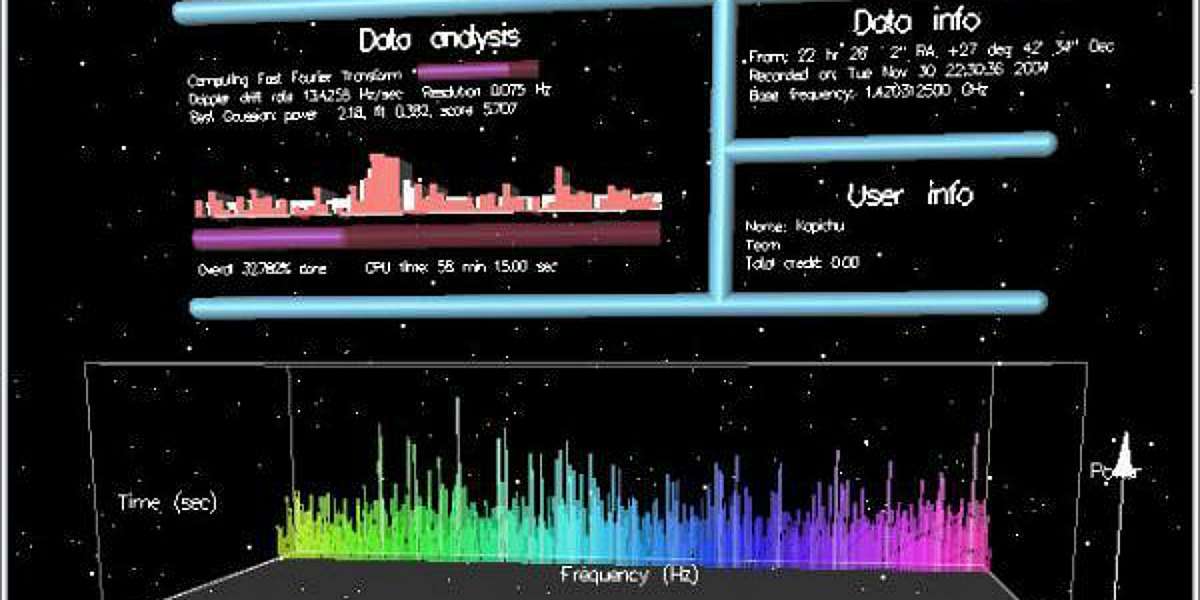 Data analysis
Computing Fast Fourier Transform
Doppler drift rate 13.4258 Hz/sec Resolution 0.075 Hz
Best Gaussian: power 2.18, fit 0.392, score 5.707
Overall 32.782% done CPU time: 58 min 15.00 sec
Data info
From: 22 hr 26' 2" RA, +27 deg 42' 34" Dec
Recorded on: Tue Nov 30 22:30:36 2004
Base frequency: 1.420312500 GHz
User info
Name: Kopichu
Team
Total credit: 0.00
Time (sec)
Power
Frequency (Hz)